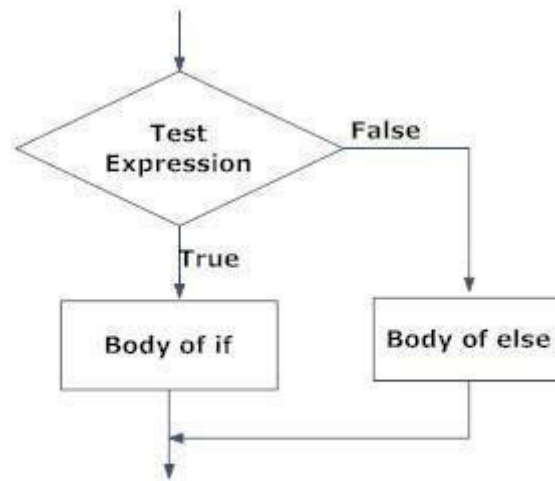 Test
Expression
False
True
Body of if
Body of else